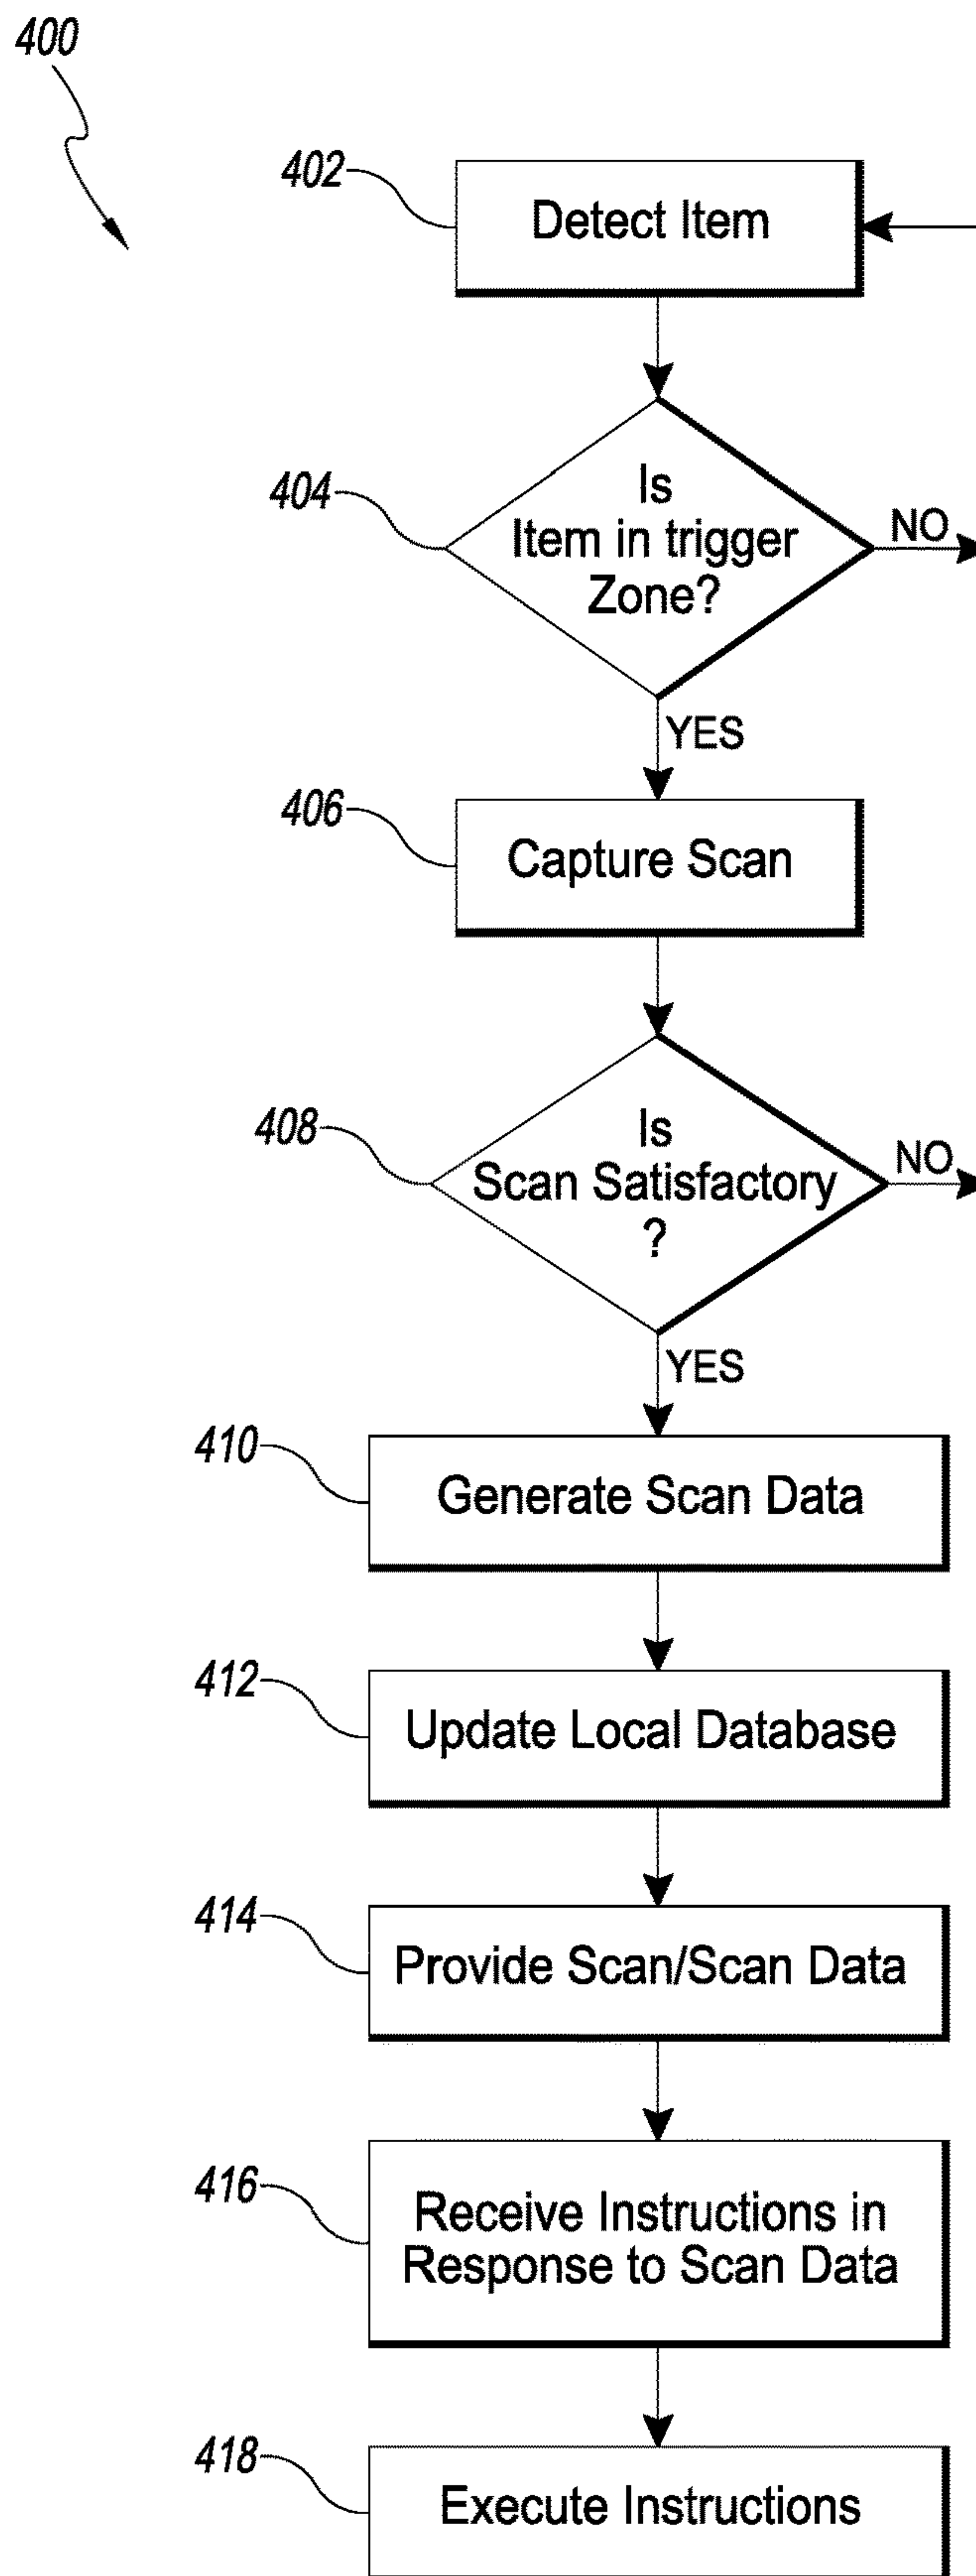 400
402
Detect Item
404
Is
Item in trigger
Zone?
NO
YES
406
Capture Scan
408
Is
Scan Satisfactory
?
NO
YES
410
Generate Scan Data
412
Update Local Database
414
Provide Scan/Scan Data
416
Receive Instructions in
Response to Scan Data
418
Execute Instructions